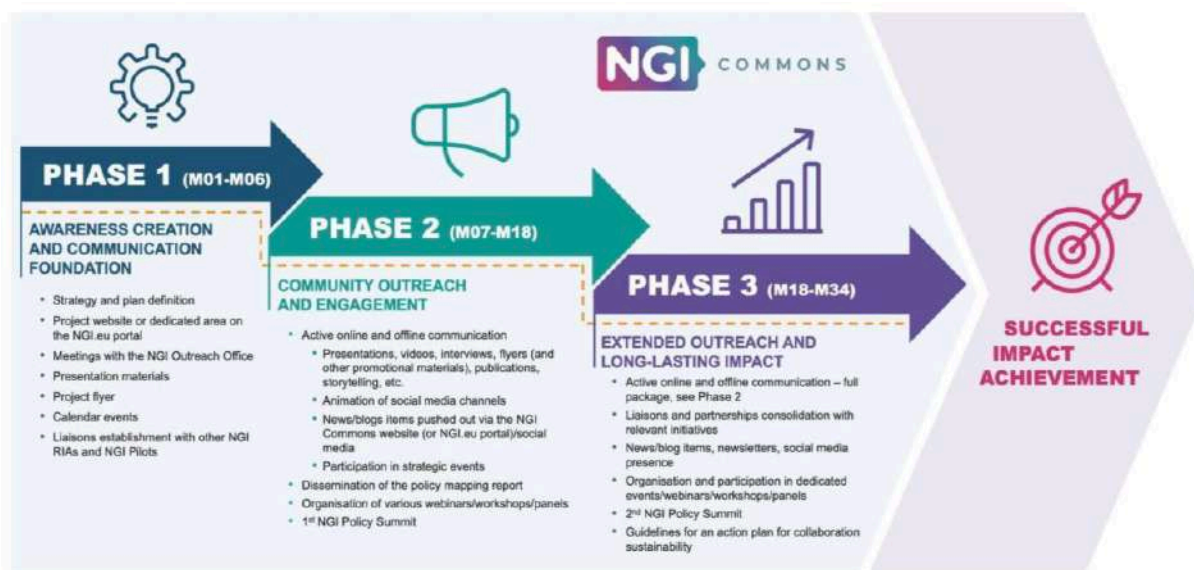 NGI COMMONS
PHASE 1 (M01-M06)
AWARENESS CREATION
AND COMMUNICATION
FOUNDATION
• Strategy and plan definition
• Project website or dedicated area on
the NGI.eu portal
• Meetings with the NGI Outreach Office
• Presentation materials
• Project flyer
• Calendar events
• Liaisons establishment with other NGI
RIAs and NGI Pilots
PHASE 2 (M07-M18)
COMMUNITY OUTREACH
AND ENGAGEMENT
• Active online and offline communication
• Presentations, videos, interviews, flyers (and
other promotional materials), publications,
storytelling, etc.
• Animation of social media channels
• News/blogs items pushed out via the NGI
Commons website (or NGI.eu portal)/social
media
• Participation in strategic events
• Dissemination of the policy mapping report
• Organisation of various webinars/workshops/panels
• 1st NGI Policy Summit
PHASE 3 (M18-M34)
EXTENDED OUTREACH AND
LONG-LASTING IMPACT
• Active online and offline communication – full
package, see Phase 2
• Liaisons and partnerships consolidation with
relevant initiatives
• News/blog items, newsletters, social media
presence
• Organisation and participation in dedicated
events/webinars/workshops/panels
• 2nd NGI Policy Summit
• Guidelines for an action plan for collaboration
sustainability
SUCCESSFUL
IMPACT
ACHIEVEMENT